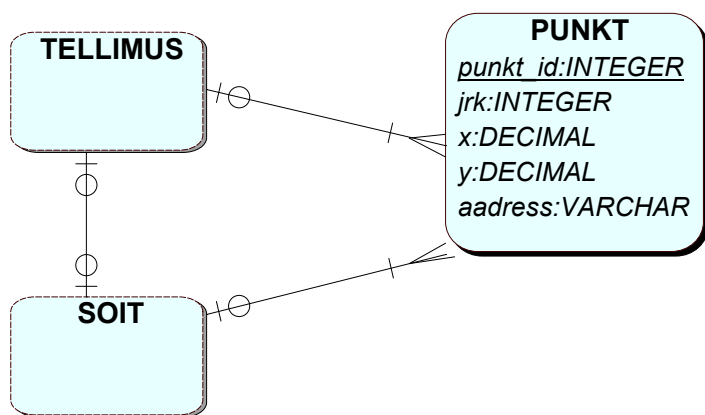 TELLIMUS
PUNKT
punkt_id:INTEGER
jrk:INTEGER
x:DECIMAL
y:DECIMAL
aadress:VARCHAR
SOIT